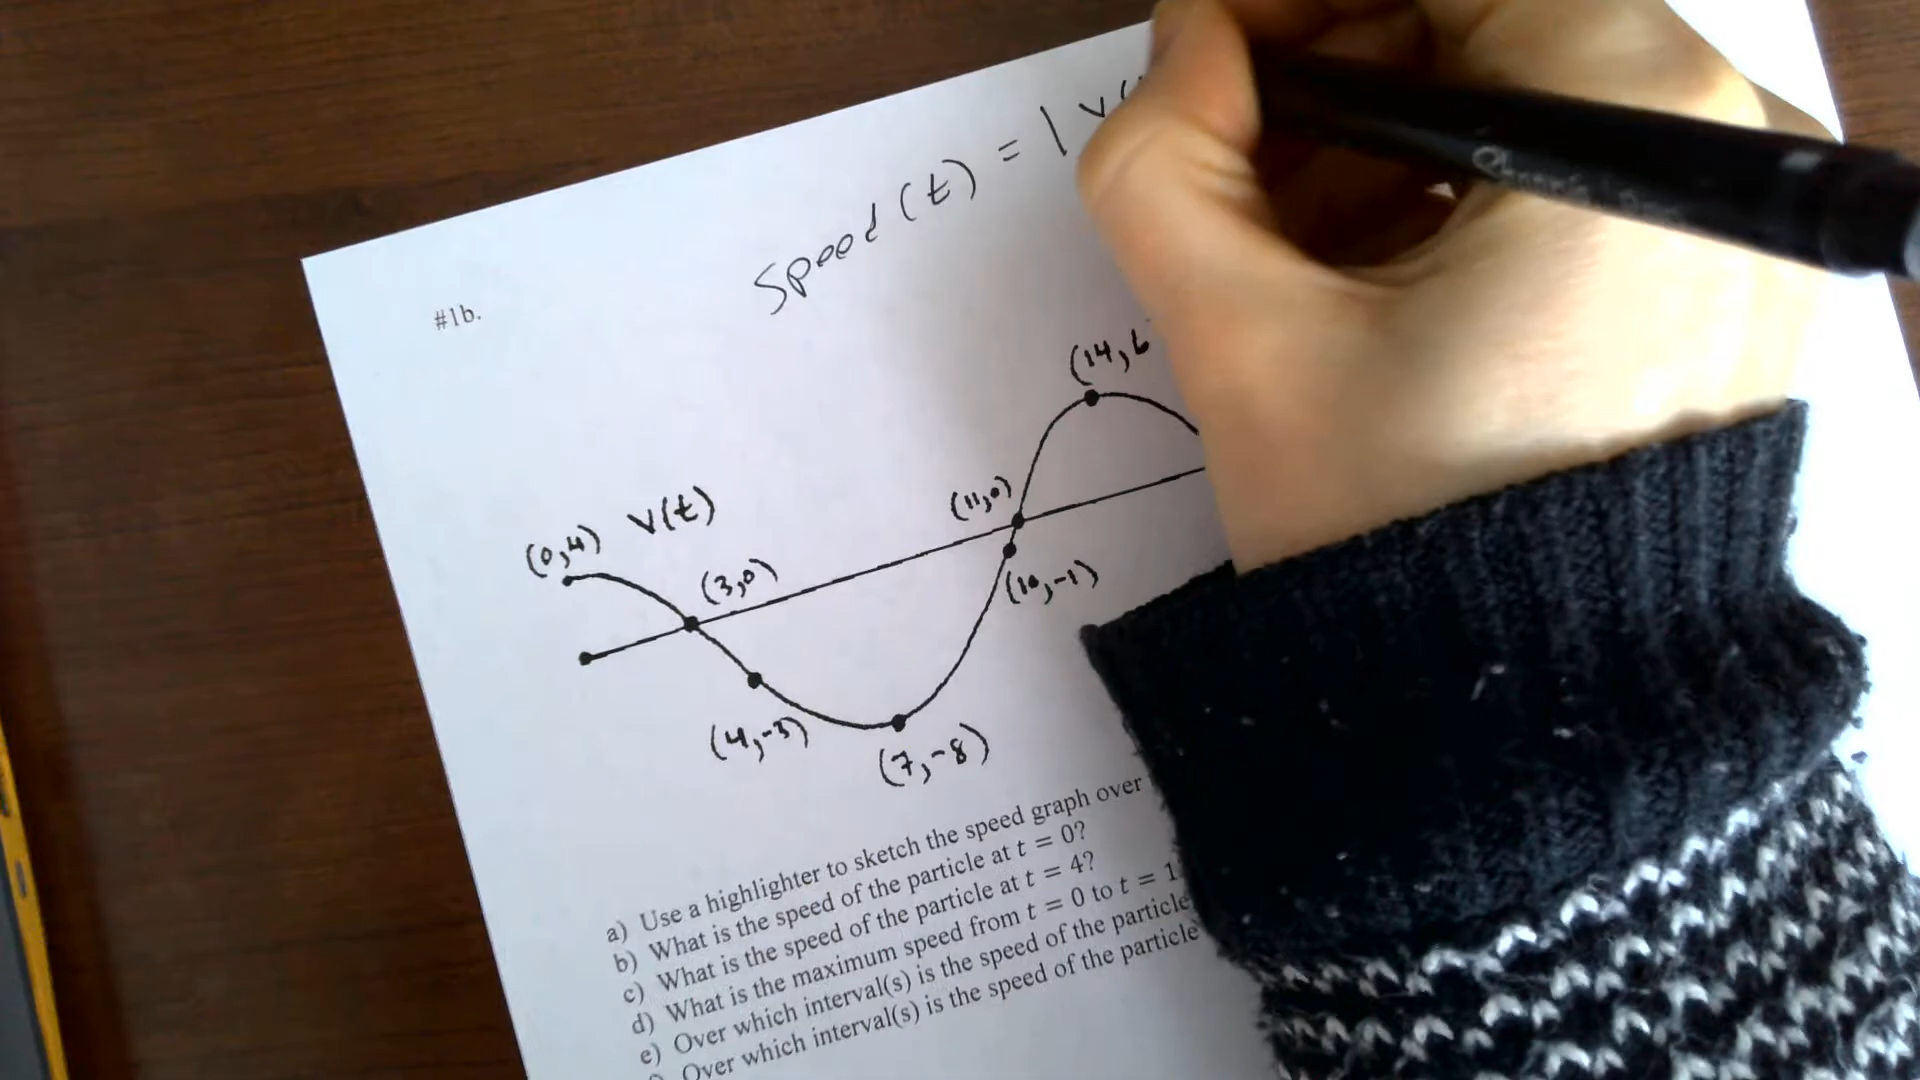 Speed (t) = | v(
#1b.
(14, 6
(11,0)
v(t)
(0,4)
(3,0)
(10,-1)
(4,-3)
(7,-8)
a) Use a highlighter to sketch the speed graph over
b) What is the speed of the particle at t = 0?
c) What is the speed of the particle at t = 4?
d) What is the maximum speed from t = 0 to t = 1
e) Over which interval(s) is the speed of the particle
Over which interval(s) is the speed of the particle